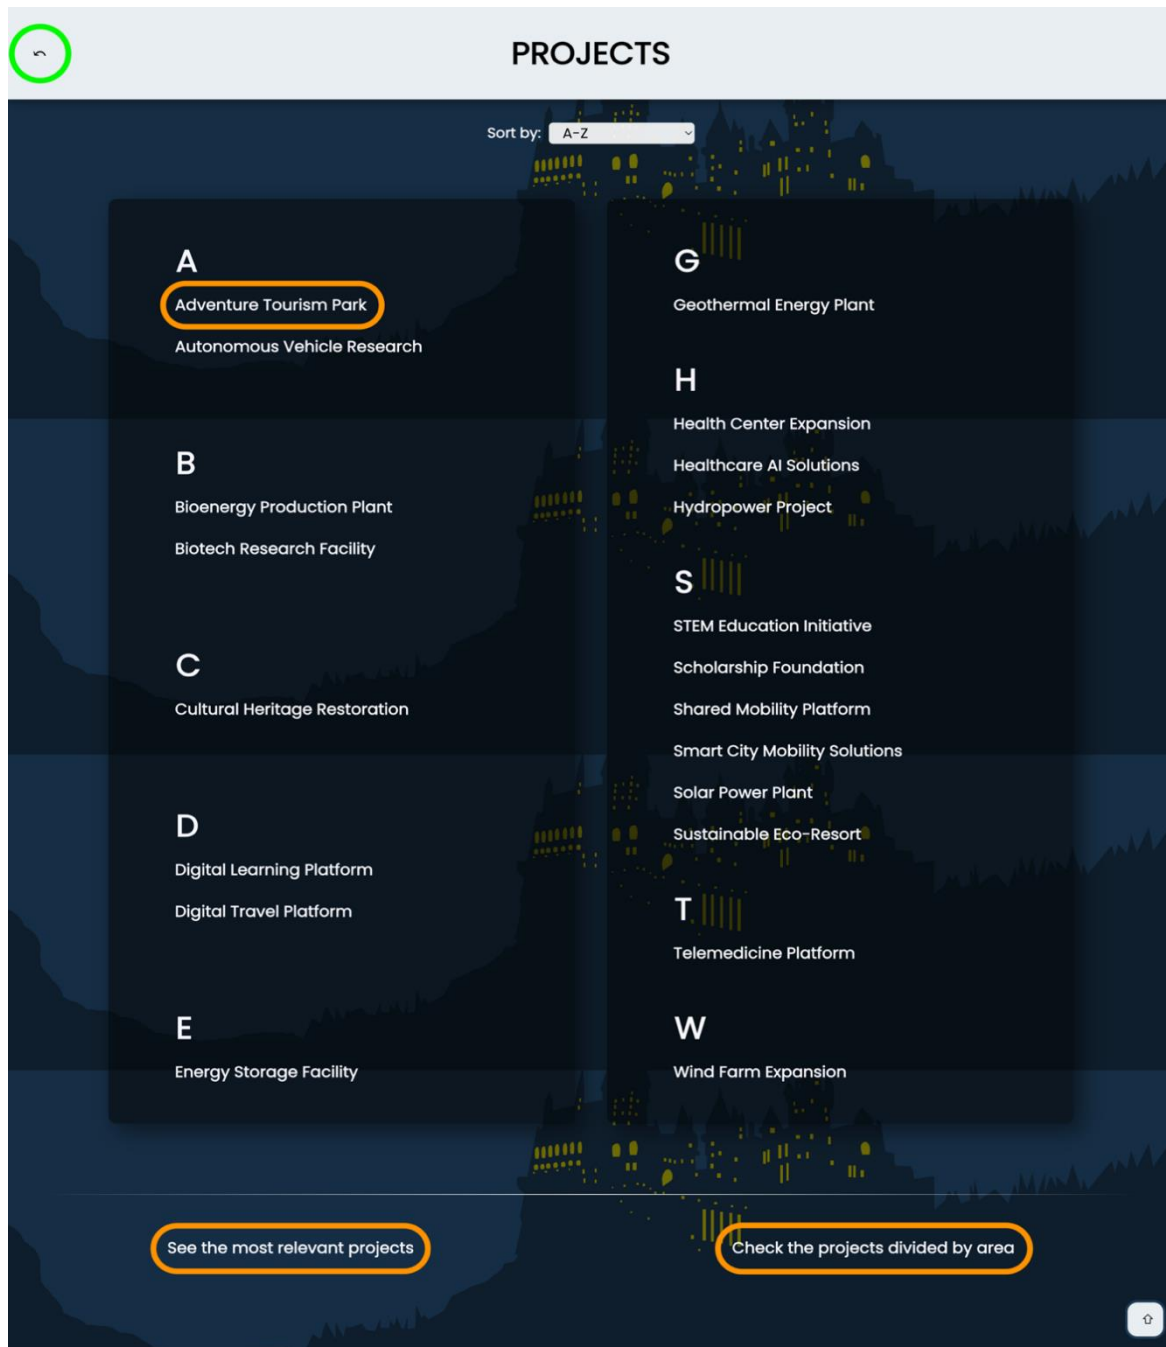 PROJECTS
Sort by: A-Z
A
Adventure Tourism Park
Autonomous Vehicle Research
B
Bioenergy Production Plant
Biotech Research Facility
C
Cultural Heritage Restoration
D
Digital Learning Platform
Digital Travel Platform
E
Energy Storage Facility
G
Geothermal Energy Plant
H
Health Center Expansion
Healthcare AI Solutions
Hydropower Project
S
STEM Education Initiative
Scholarship Foundation
Shared Mobility Platform
Smart City Mobility Solutions
Solar Power Plant
Sustainable Eco-Resort
T
Telemedicine Platform
W
Wind Farm Expansion
See the most relevant projects
Check the projects divided by area